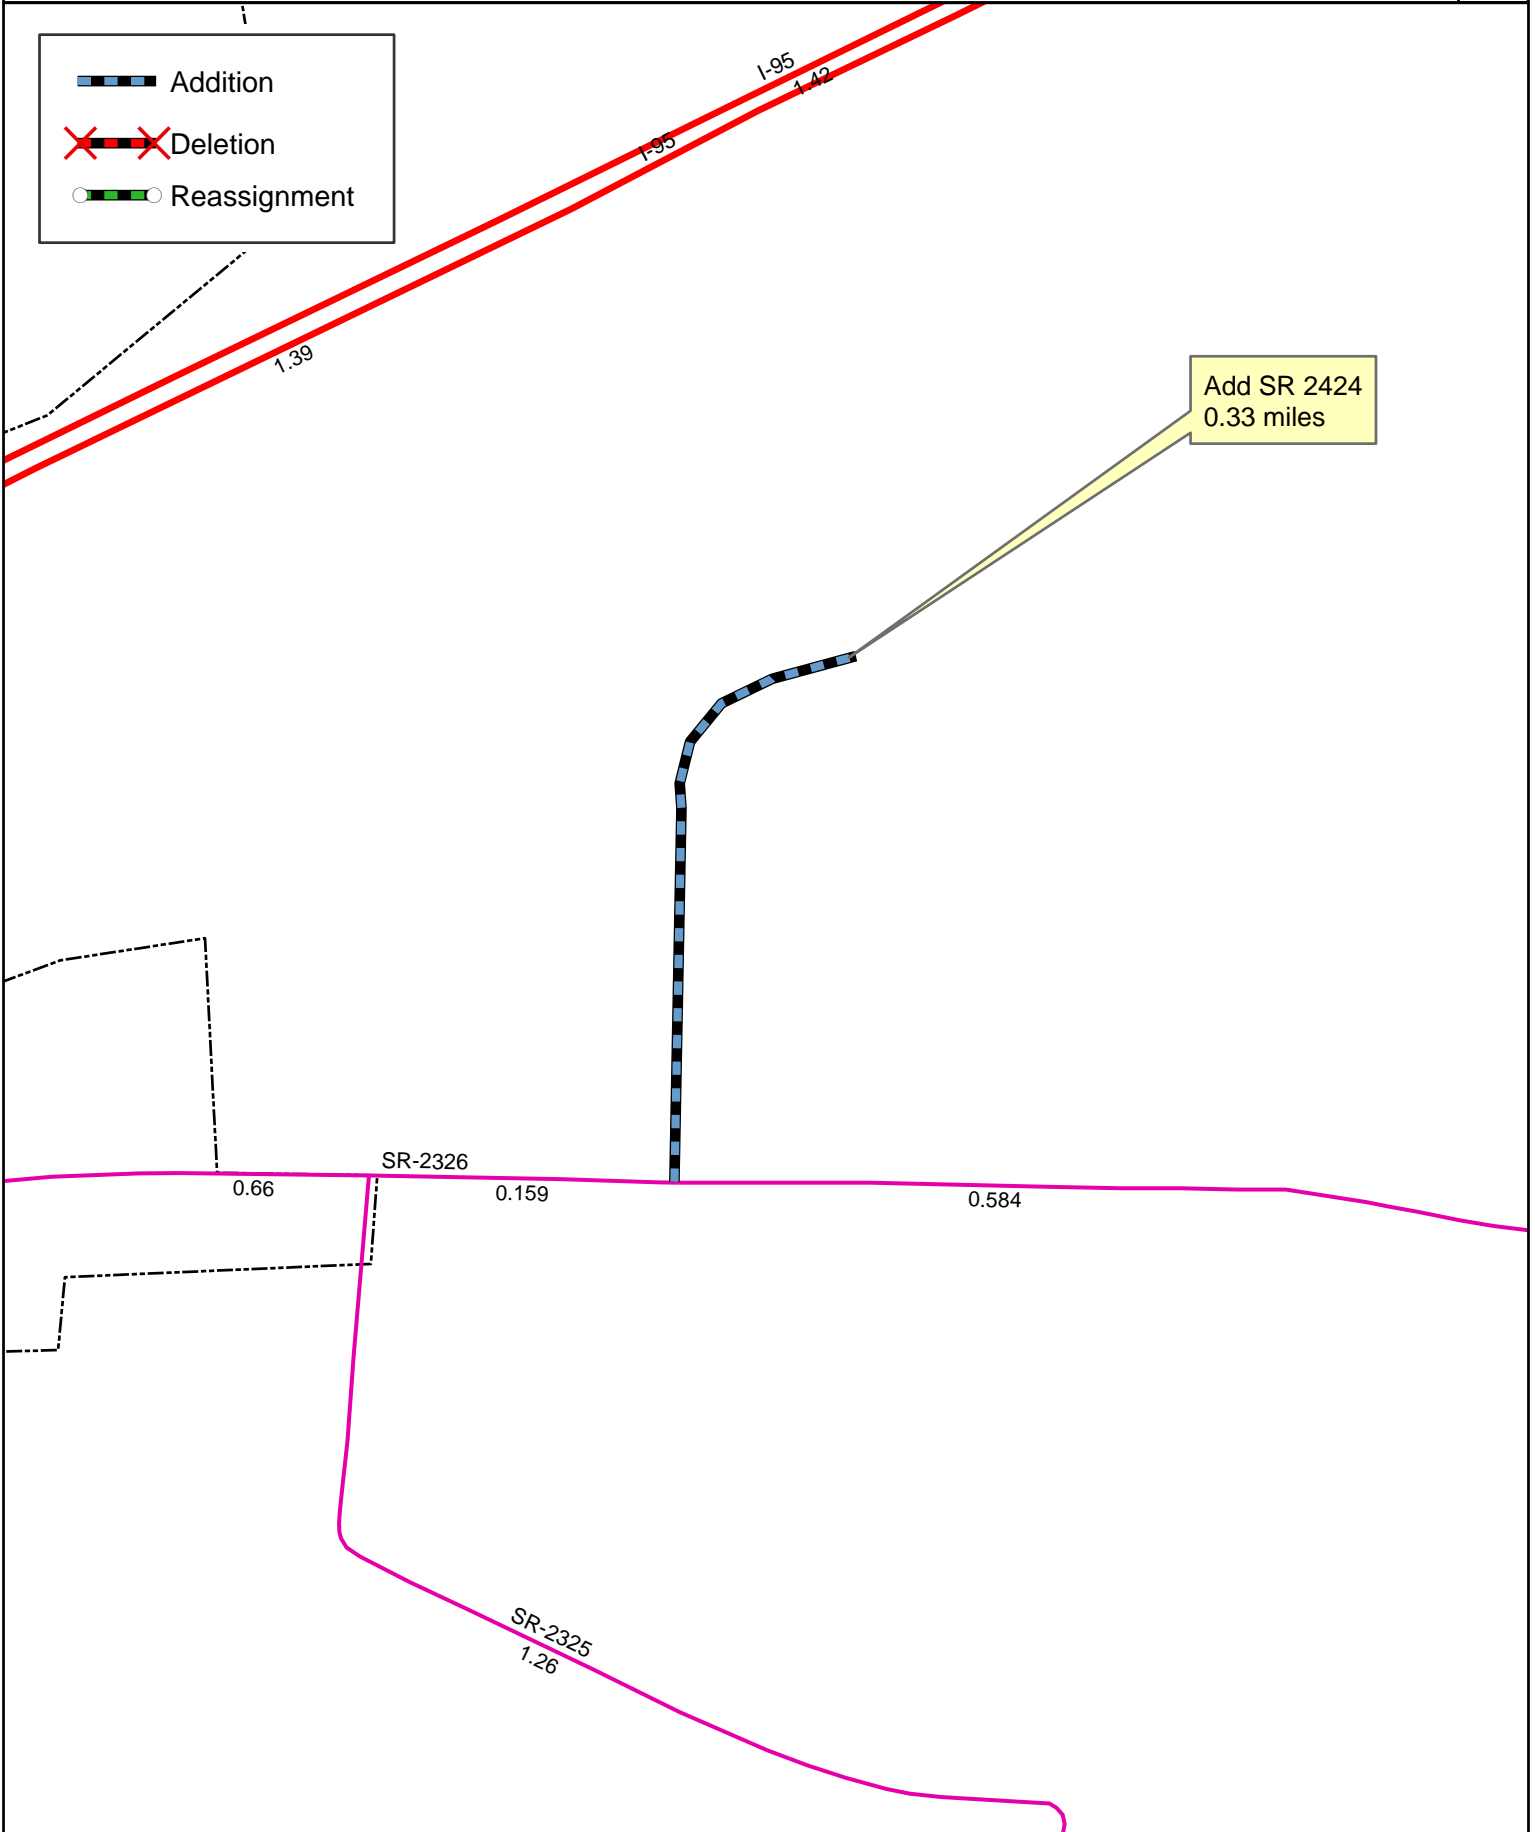 Addition
Deletion
Reassignment
I-95
1.42
I-95
1.39
Add SR 2424
0.33 miles
SR-2326
0.66
0.159
0.584
SR-2325
1.26